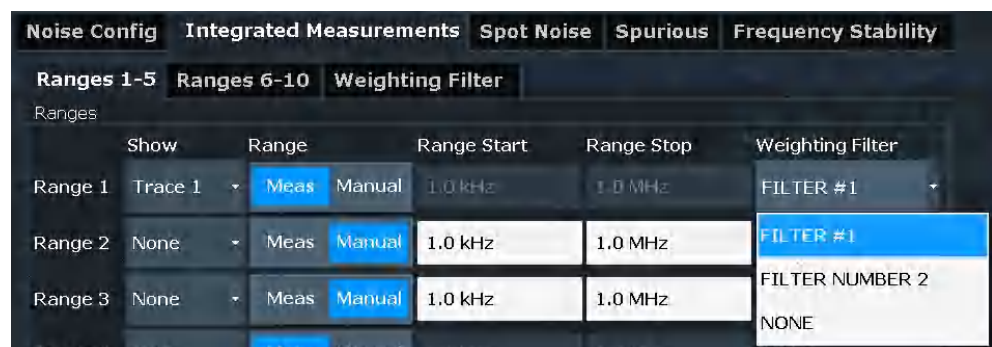 Noise Config Integrated Measurements Spot Noise Spurious Frequency Stability
Ranges 1-5 Ranges 6-10 Weighting Filter
Ranges
Show Range Range Start Range Stop Weighting Filter
Range 1 Trace 1 Meas Manual 1.0 kHz 1.0 MHz FILTER #1
Range 2 None Meas Manual 1.0 kHz 1.0 MHz FILTER #1
FILTER NUMBER 2
Range 3 None Meas Manual 1.0 kHz 1.0 MHz
NONE